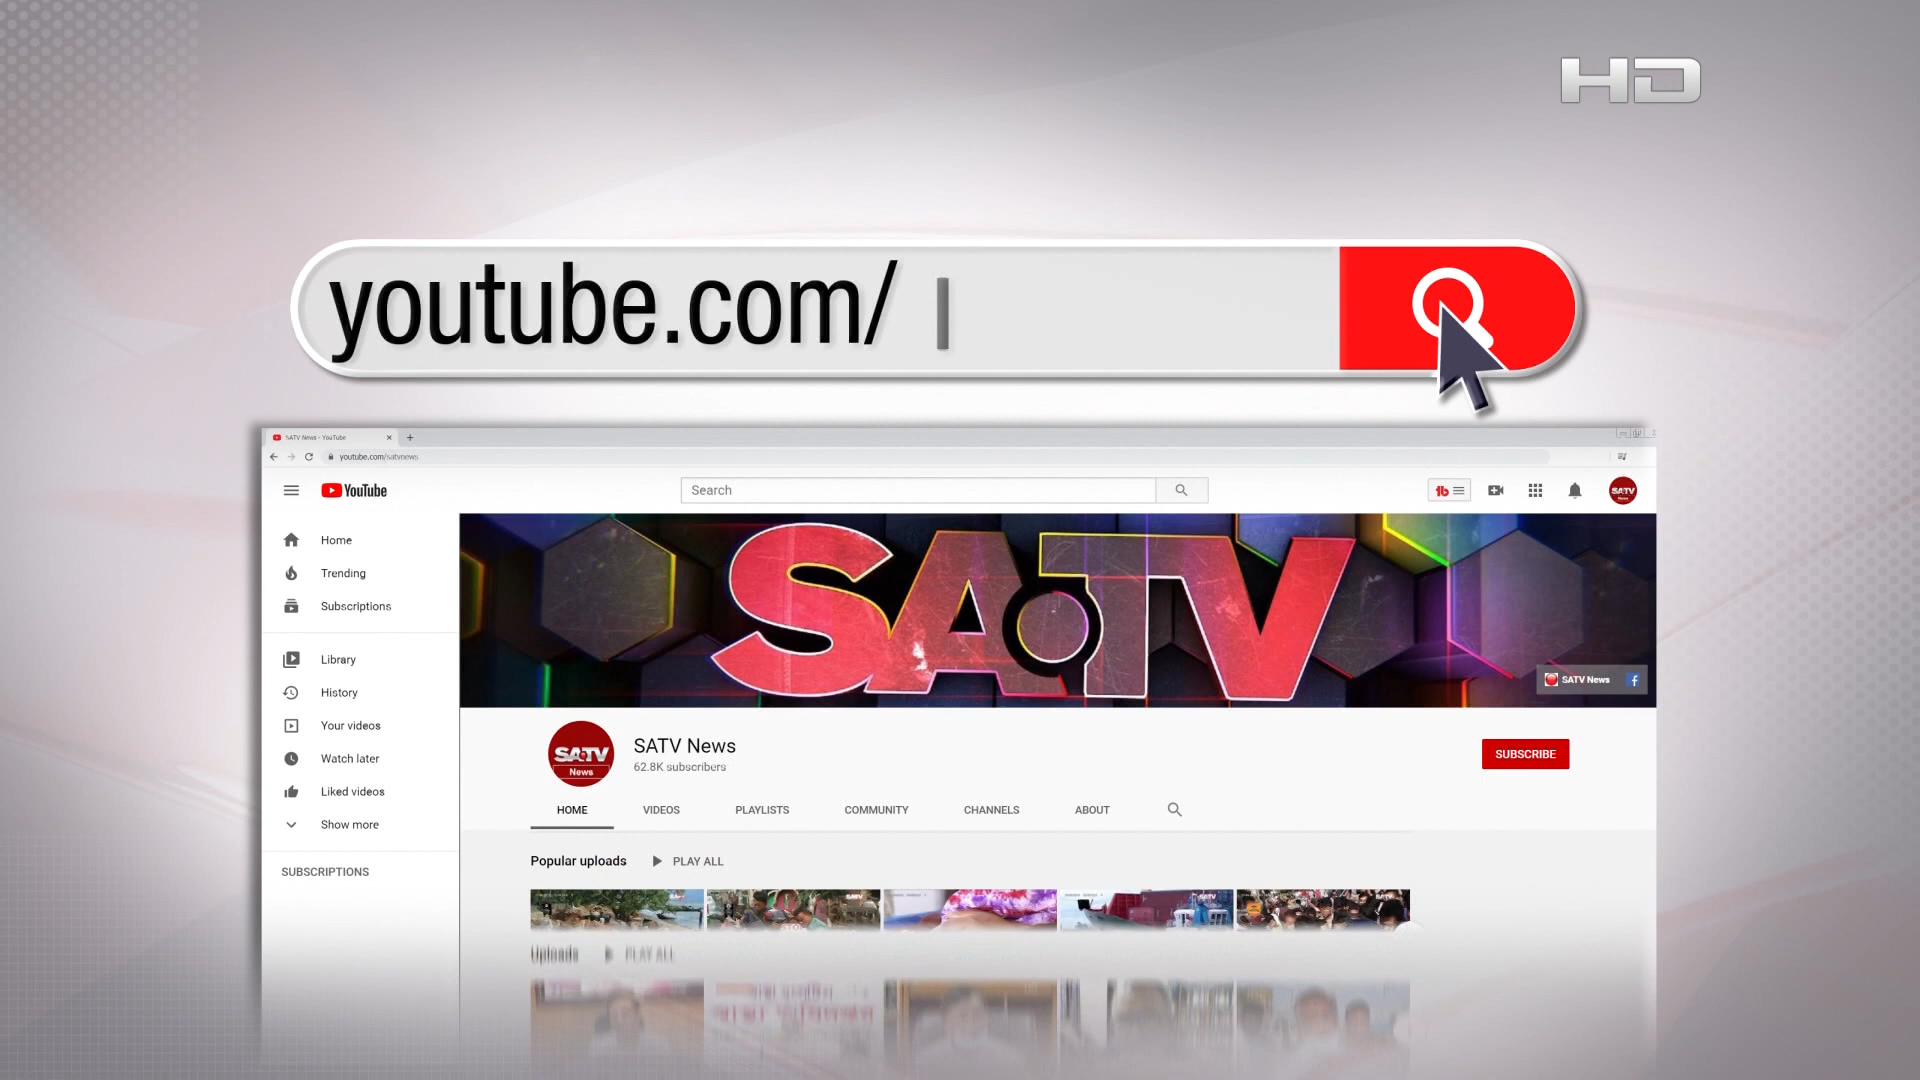 HD
youtube.com/
SATV News - YouTube
youtube.com/satvnews
YouTube
Search
SATV
Home
Trending
Subscriptions
Library
History
Your videos
Watch later
Liked videos
Show more
SUBSCRIPTIONS
SATV
SATV News
SATV
News
SATV News
62.8K subscribers
SUBSCRIBE
HOME VIDEOS PLAYLISTS COMMUNITY CHANNELS ABOUT
Popular uploads PLAY ALL
Uploads PLAY ALL